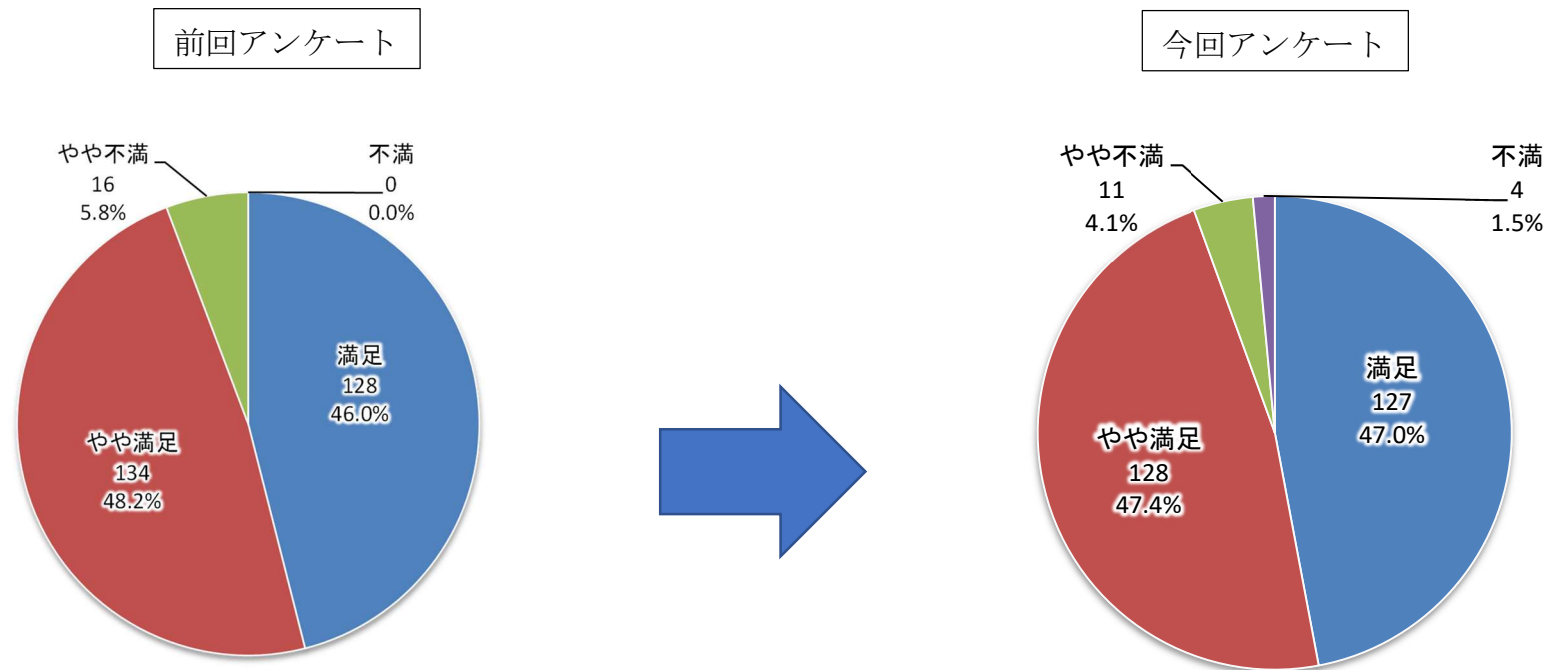 前回アンケート
やや不満
16
5.8%
不満
0
0.0%
満足
128
46.0%
やや満足
134
48.2%
今回アンケート
やや不満
11
4.1%
不満
4
1.5%
満足
127
47.0%
やや満足
128
47.4%